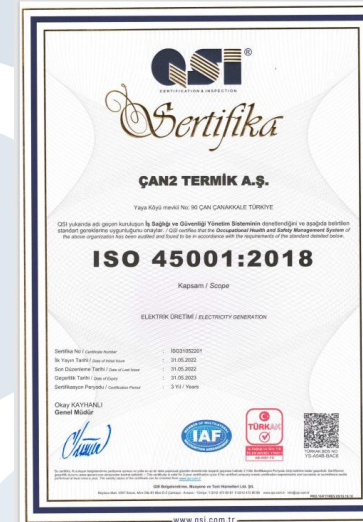 QSI®
CERTIFICATION & INSPECTION
Sertifika
ÇAN2 TERMİK A.Ş.
Yaya Köyü mevkii No: 90 ÇAN ÇANAKKALE TÜRKİYE
QSI yukarıda adı geçen kuruluşun İş Sağlığı ve Güvenliği Yönetim Sisteminin denetlendiğini ve aşağıda belirtilen
standart gereklerine uygunluğunu onaylar. / QSI certifies that the Occupational Health and Safety Management System of
the above organization has been audited and found to be in accordance with the requirements of the standard detailed below.
ISO 45001:2018
Kapsam / Scope
ELEKTRİK ÜRETİMİ / ELECTRICITY GENERATION
Sertifika No / Certificate Number : ISG31052201
İlk Yayın Tarihi / Date of Initial Issue : 31.05.2022
Son Düzenleme Tarihi / Date of Last Issue : 31.05.2022
Geçerlilik Tarihi / Date of Expiry : 31.05.2023
Sertifikasyon Periyodu / Certification Period : 3 Yıl / Years
Okay KAYHANLI
Genel Müdür
IAF
TÜRKAK
www.qsi.com.tr